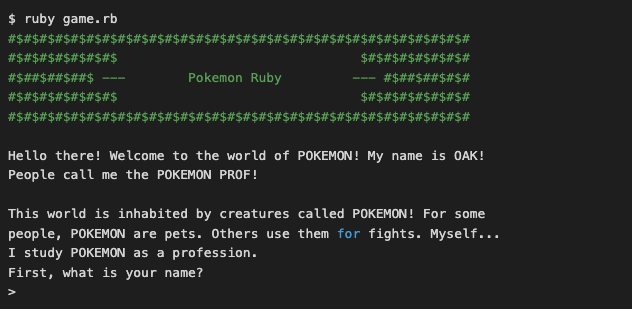 $ ruby game.rb
#$#$#$#$#$#$#$#$#$#$#$#$#$#$#$#$#$#$#$#$#$#$#$#$#$#$#$#$#$#
#$#$#$#$#$#$#$ $#$#$#$#$#$#$#
#$##$##$##$ --- Pokemon Ruby --- #$##$##$#$#
#$#$#$#$#$#$#$ $#$#$#$#$#$#$#
#$#$#$#$#$#$#$#$#$#$#$#$#$#$#$#$#$#$#$#$#$#$#$#$#$#$#$#$#$#
Hello there! Welcome to the world of POKEMON! My name is OAK!
People call me the POKEMON PROF!
This world is inhabited by creatures called POKEMON! For some
people, POKEMON are pets. Others use them for fights. Myself...
I study POKEMON as a profession.
First, what is your name?
>